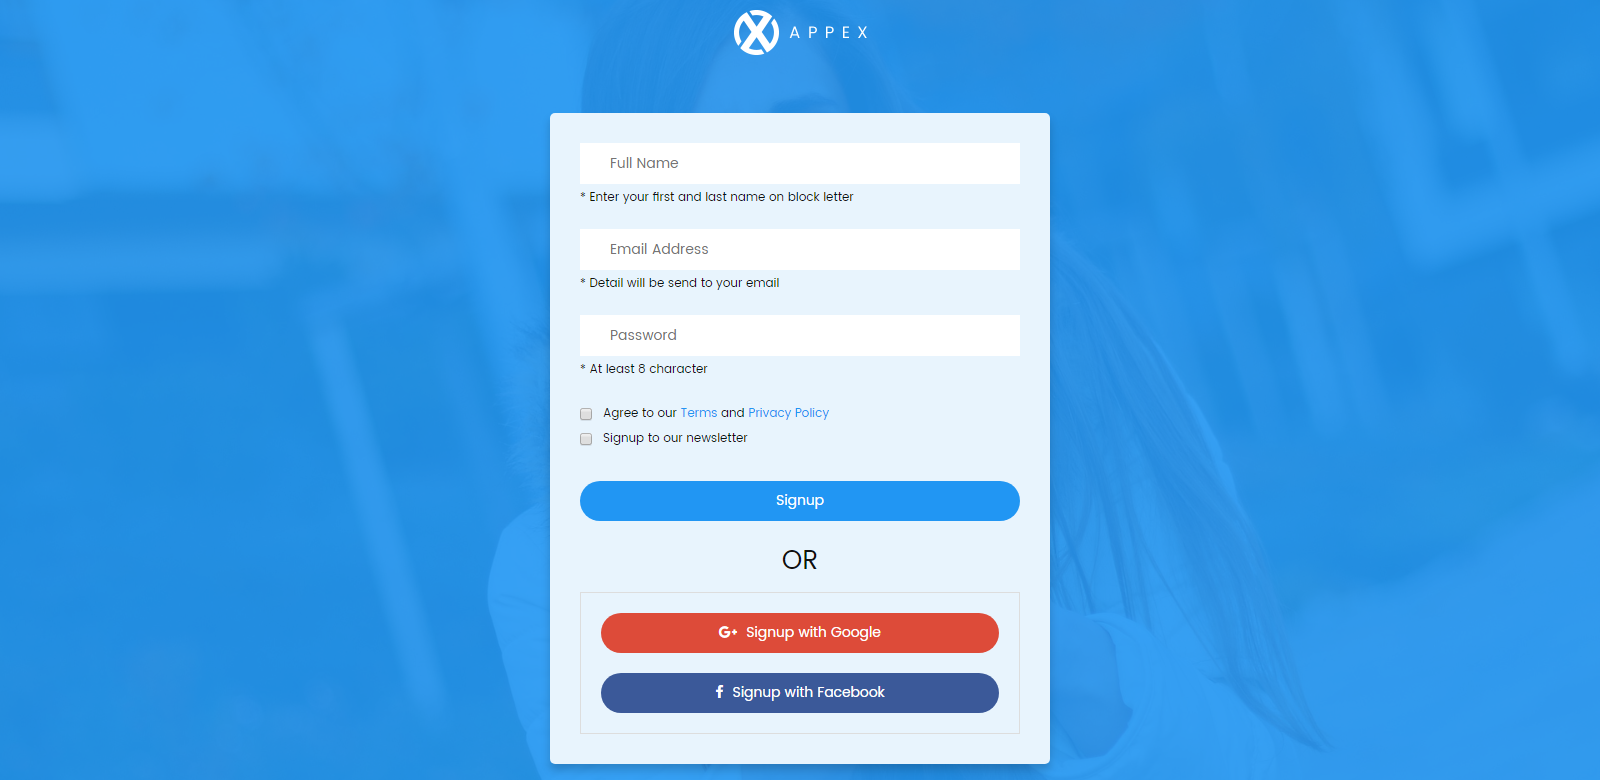 APPEX
Full Name
* Enter your first and last name on block letter
Email Address
* Detail will be send to your email
Password
* At least 8 character
Agree to our Terms and Privacy Policy
Signup to our newsletter
Signup
OR
G+ Signup with Google
f Signup with Facebook